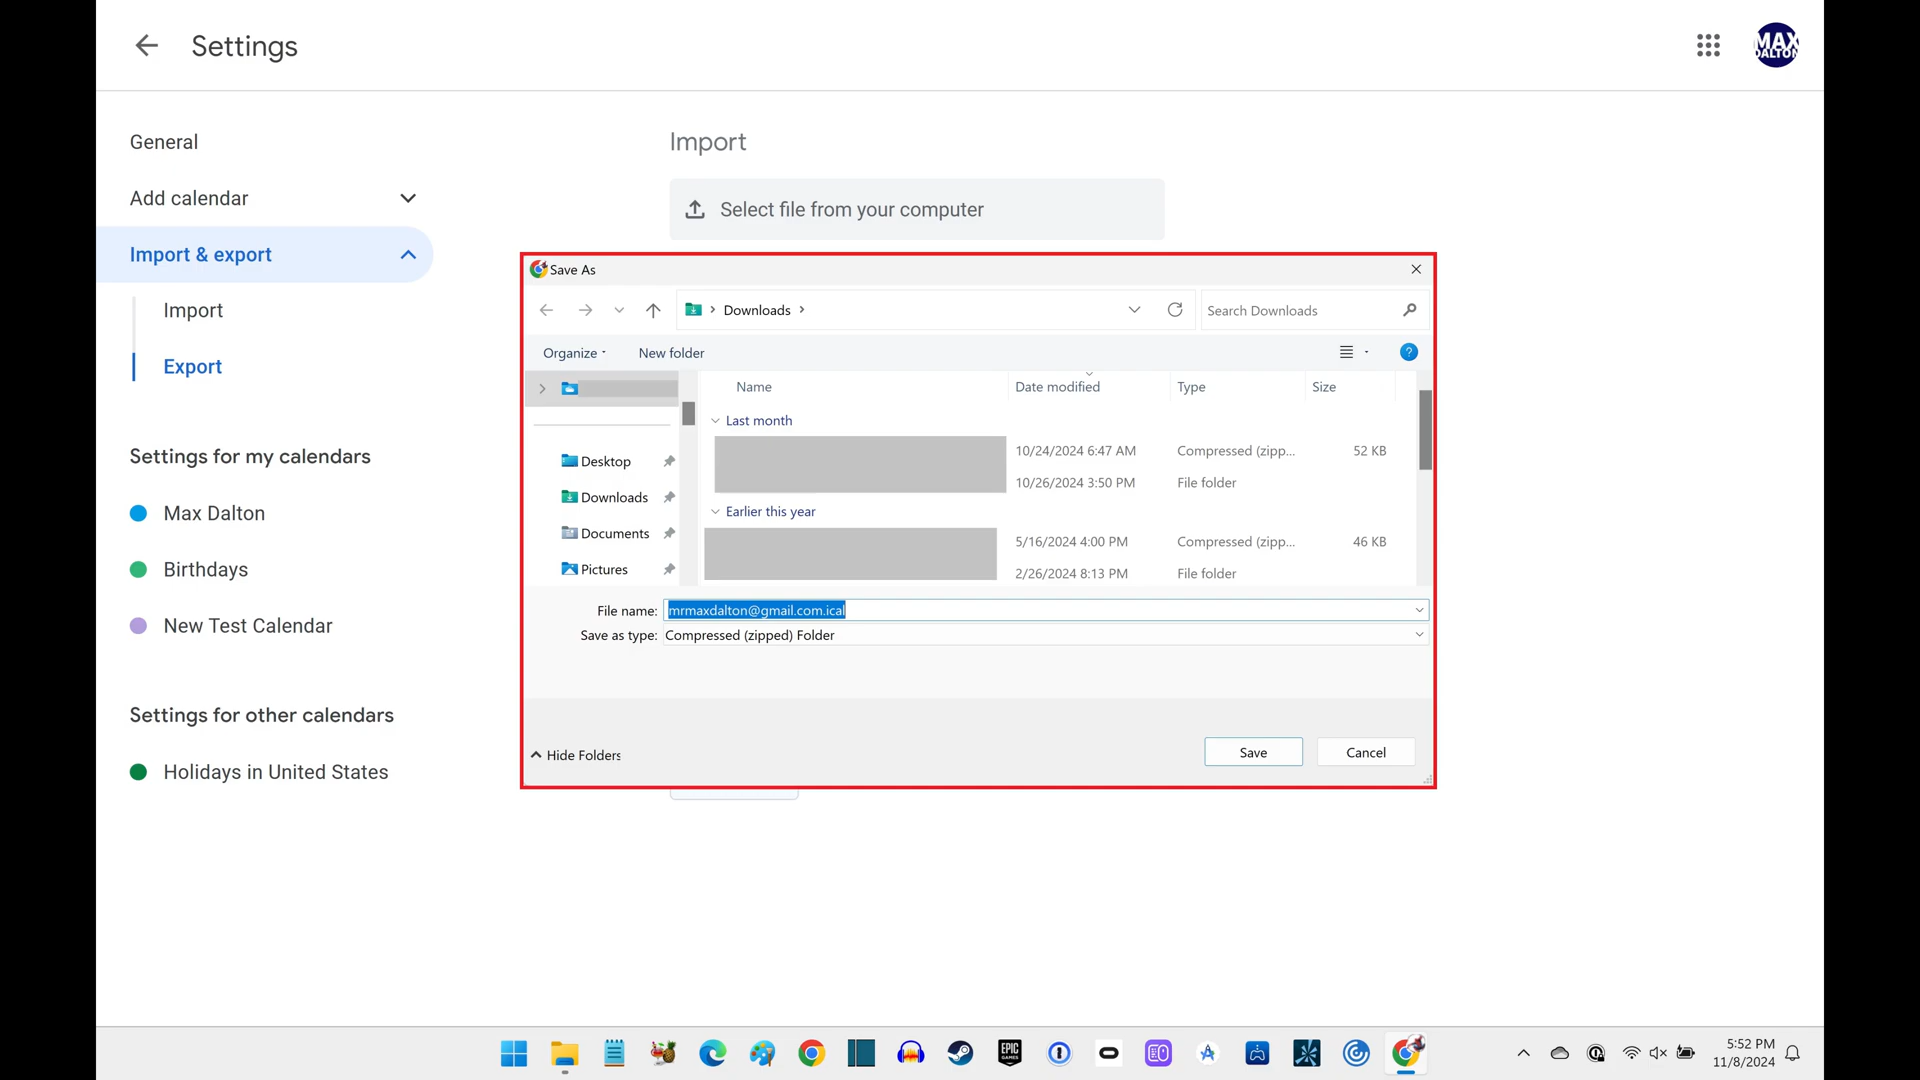 Settings
MAX
DALTON
General
Add calendar
Import & export
Import
Export
Settings for my calendars
Max Dalton
Birthdays
New Test Calendar
Settings for other calendars
Holidays in United States
Import
Select file from your computer
Save As
Downloads
Search Downloads
Organize
New folder
Name Date modified Type Size
Last month
10/24/2024 6:47 AM Compressed (zipp... 52 KB
10/26/2024 3:50 PM File folder
Earlier this year
5/16/2024 4:00 PM Compressed (zipp... 46 KB
2/26/2024 8:13 PM File folder
Desktop
Downloads
Documents
Pictures
File name: mrmaxdalton@gmail.com.ical
Save as type: Compressed (zipped) Folder
Hide Folders
Save
Cancel
EPIC
GAMES
5:52 PM
11/8/2024